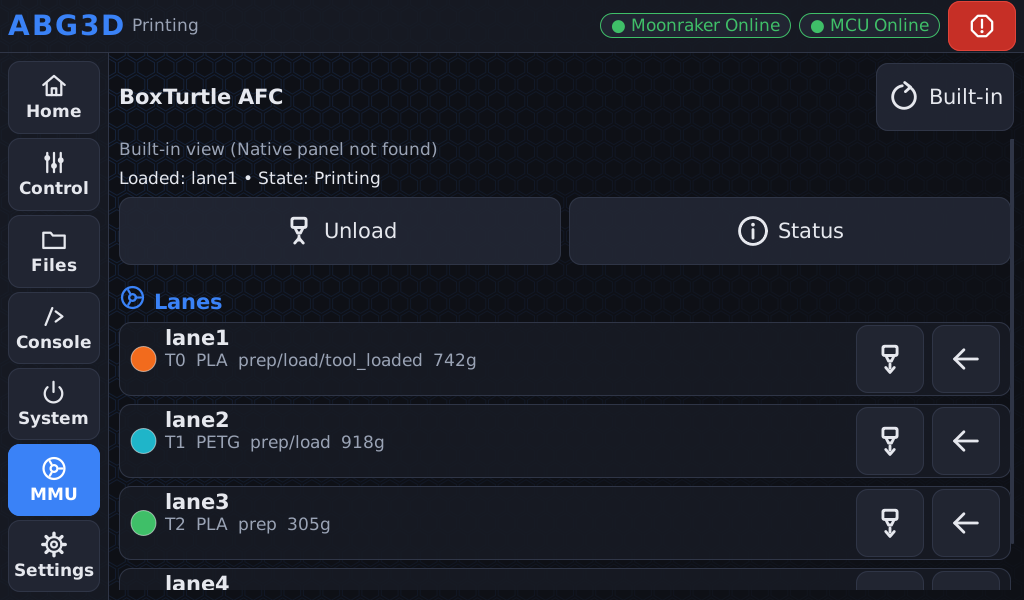 ABG3D Printing Moonraker Online MCU Online
Home
Control
Files
Console
System
MMU
Settings
BoxTurtle AFC
Built-in
Built-in view (Native panel not found)
Loaded: lane1 • State: Printing
Unload Status
Lanes
lane1
T0 PLA prep/load/tool_loaded 742g
lane2
T1 PETG prep/load 918g
lane3
T2 PLA prep 305g
lane4